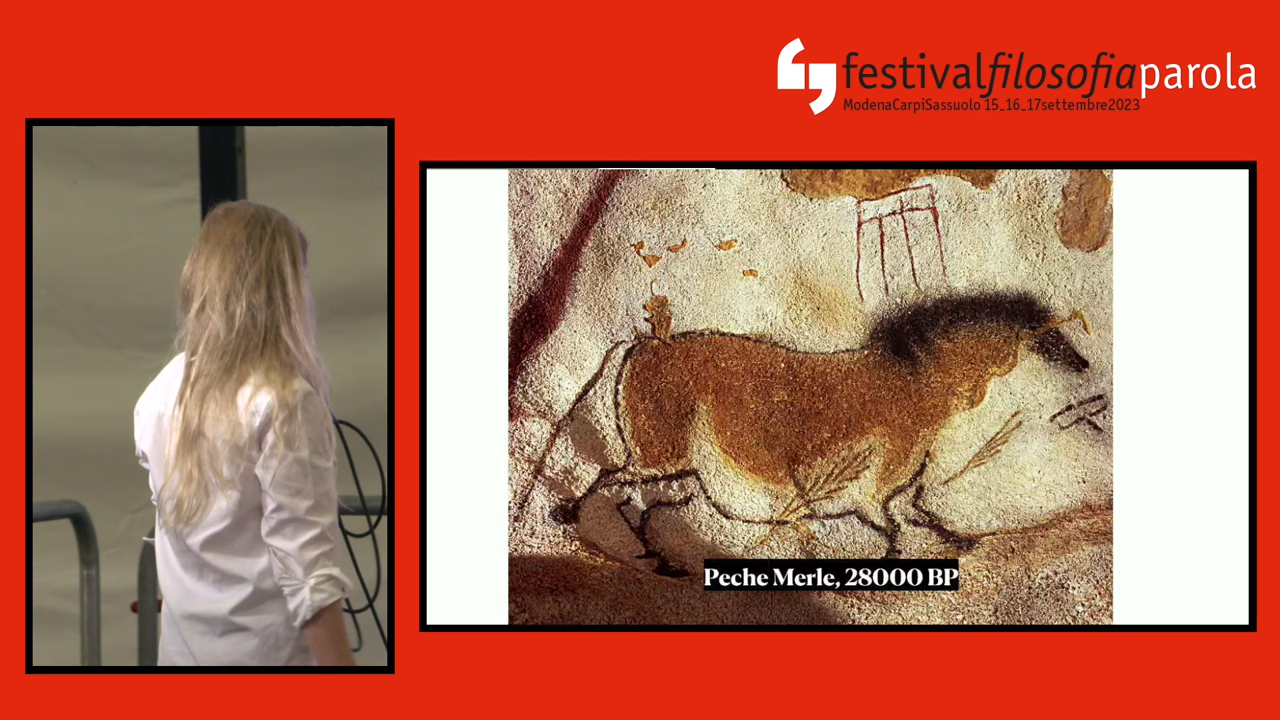 festivalfilosofiaparola
ModenaCarpiSassuolo 15_16_17settembre2023
Peche Merle, 28000 BP